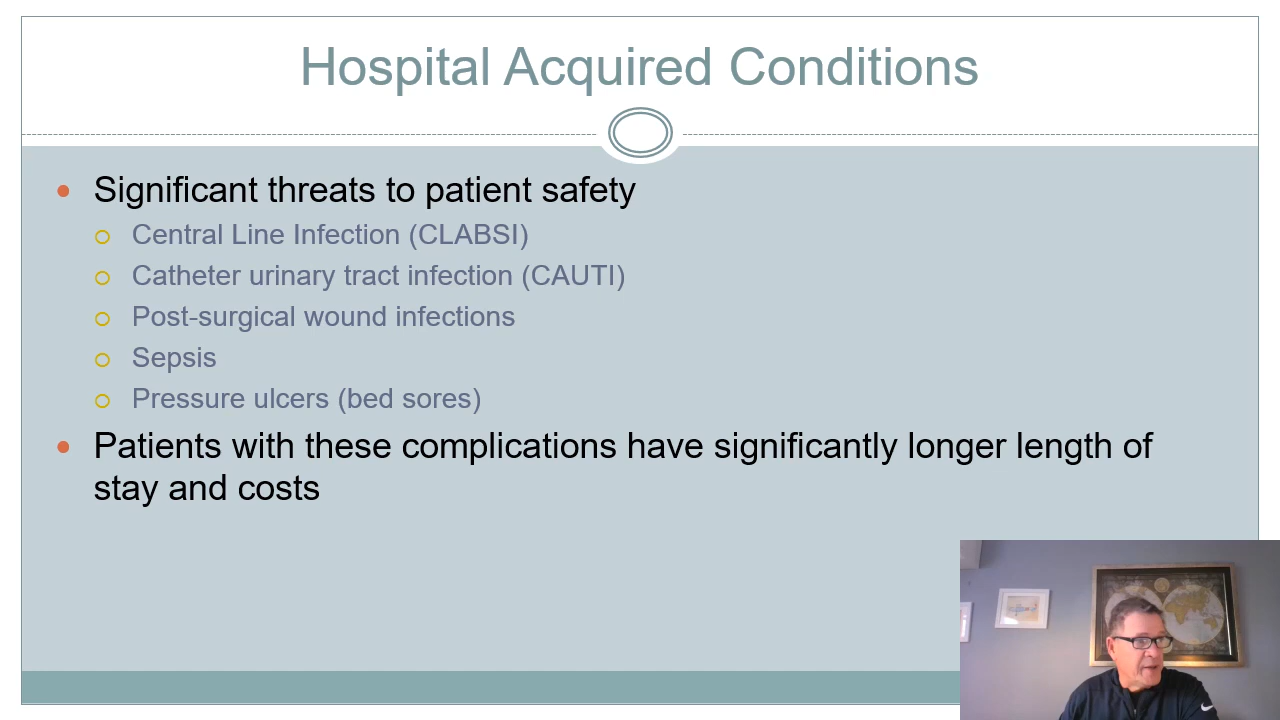 Hospital Acquired Conditions
Significant threats to patient safety
Central Line Infection (CLABSI)
Catheter urinary tract infection (CAUTI)
Post-surgical wound infections
Sepsis
Pressure ulcers (bed sores)
Patients with these complications have significantly longer length of
stay and costs